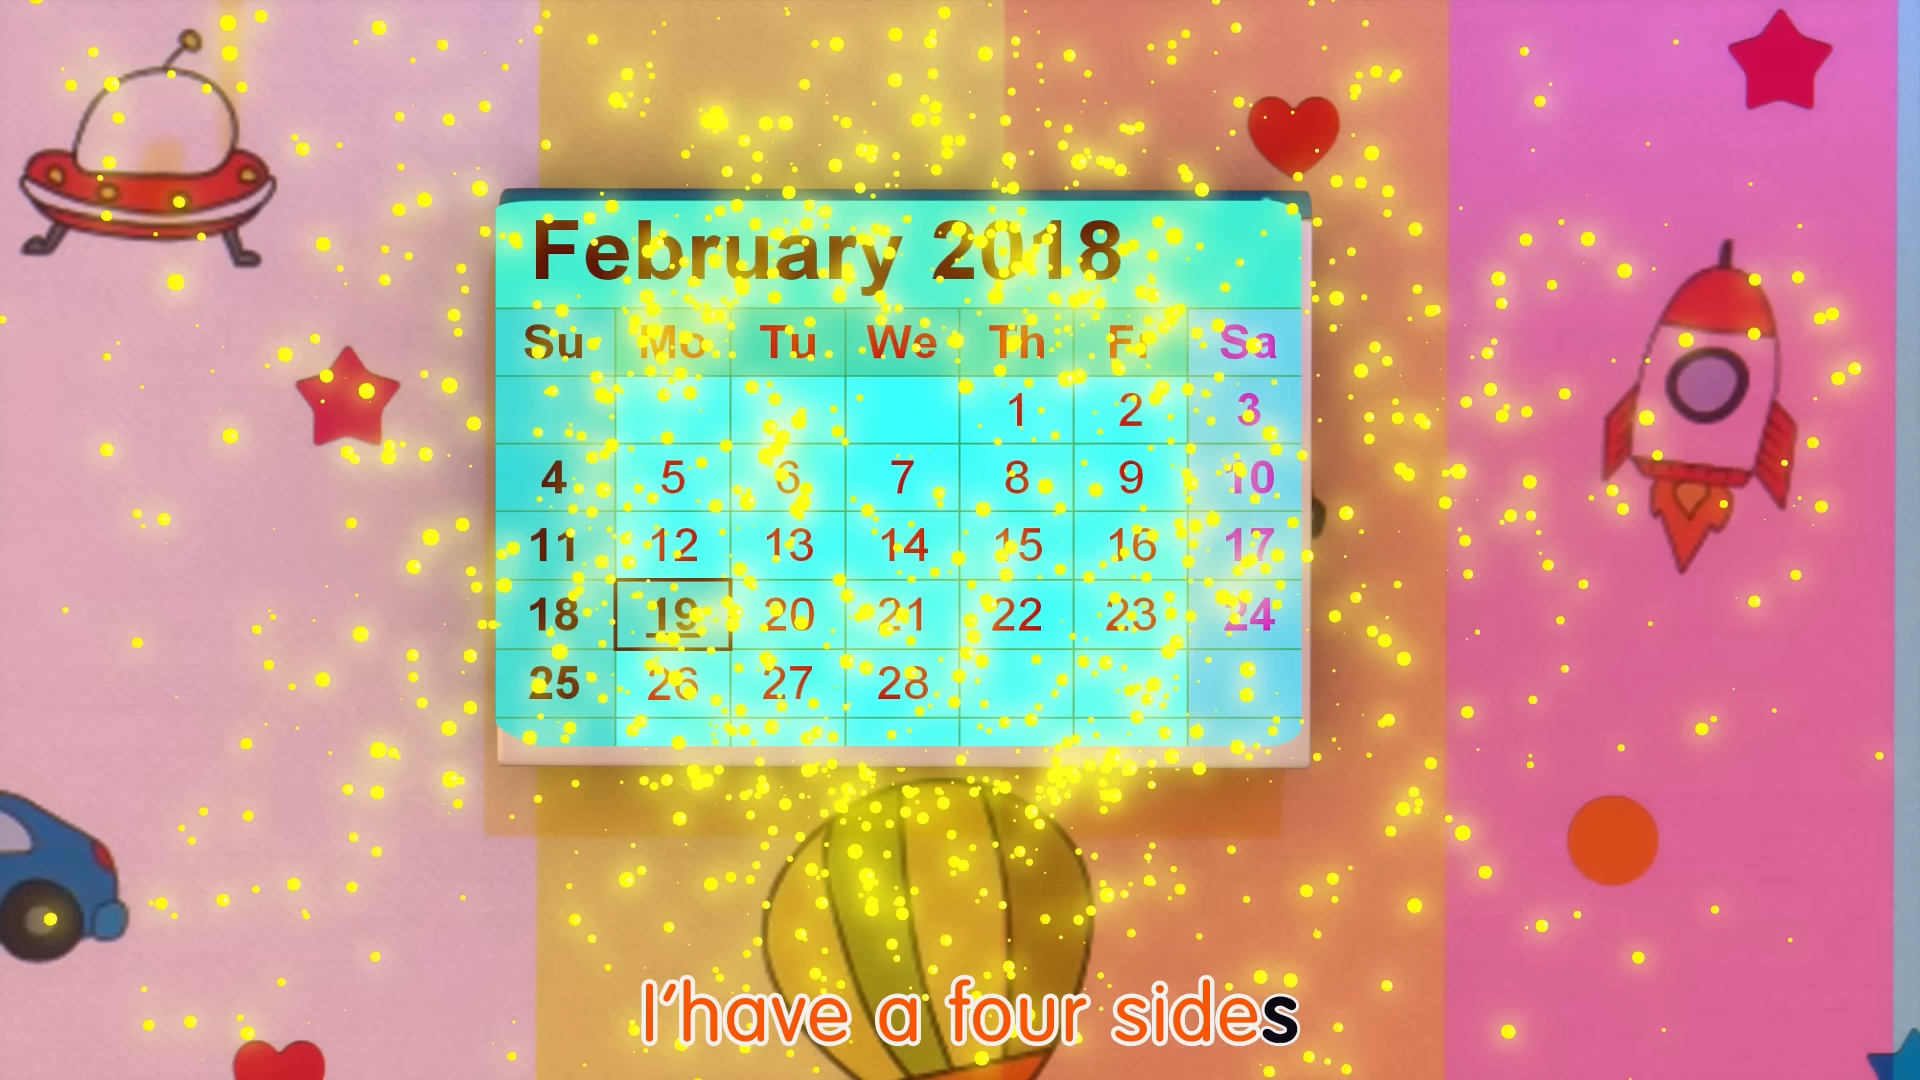 February 2018
Su Mo Tu We Th Fr Sa
1 2 3
4 5 6 7 8 9 10
11 12 13 14 15 16 17
18 19 20 21 22 23 24
25 26 27 28
I'have a four sides